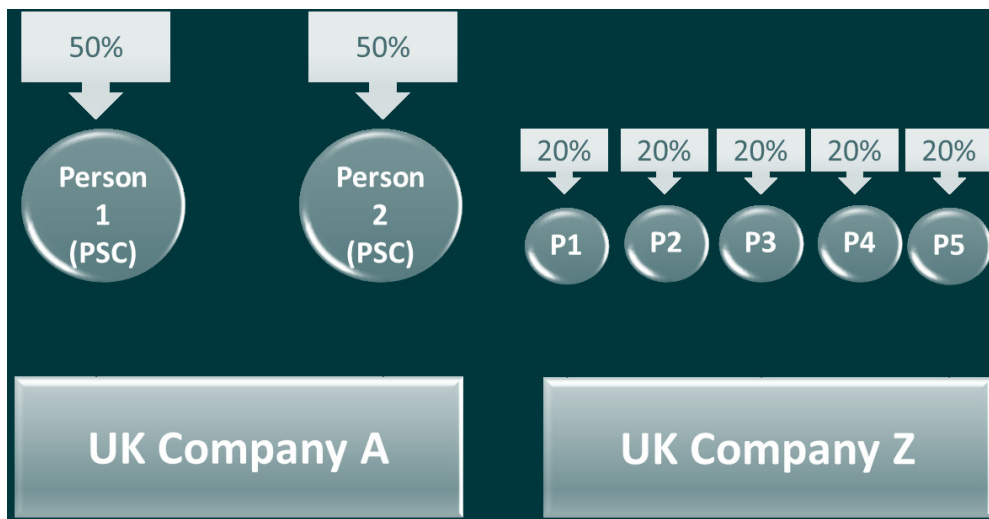 50%
50%
Person
1
(PSC)
Person
2
(PSC)
20%
20%
20%
20%
20%
P1
P2
P3
P4
P5
UK Company A
UK Company Z